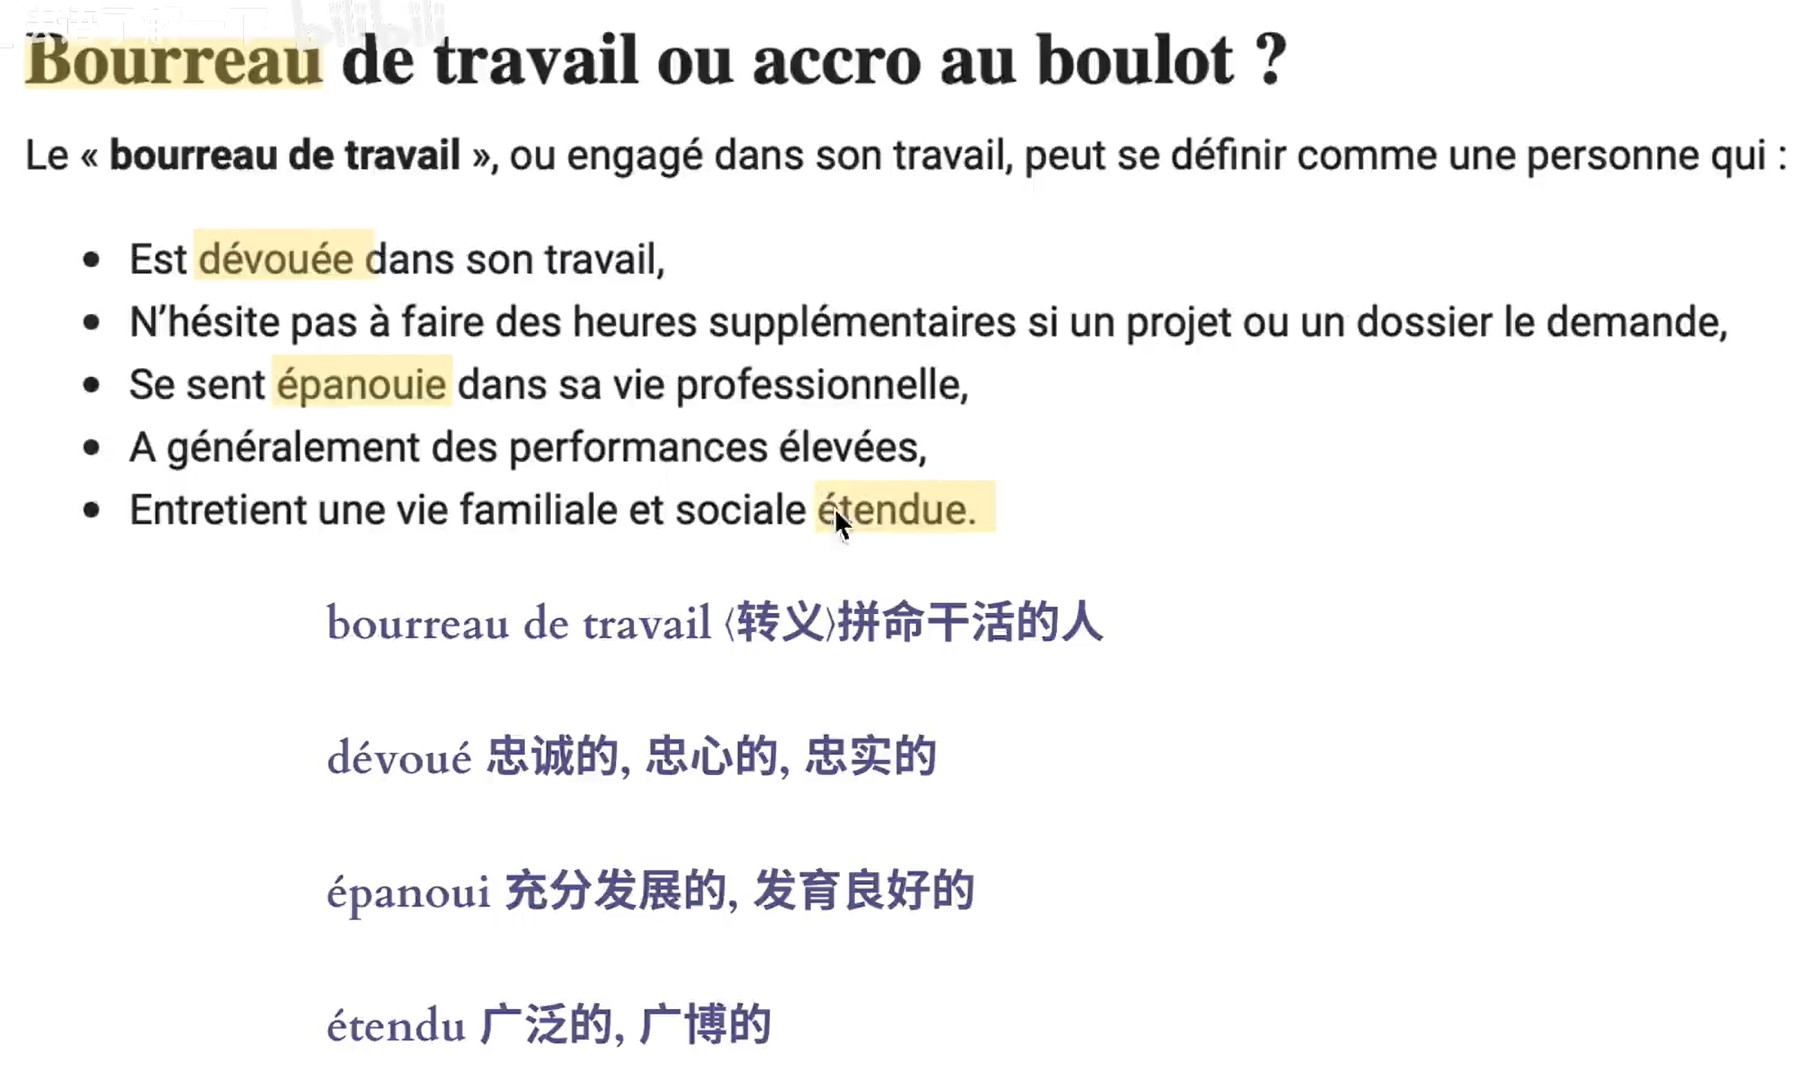 Bourreau de travail ou accro au boulot ?
Le « bourreau de travail », ou engagé dans son travail, peut se définir comme une personne qui :
• Est dévouée dans son travail,
• N’hésite pas à faire des heures supplémentaires si un projet ou un dossier le demande,
• Se sent épanouie dans sa vie professionnelle,
• A généralement des performances élevées,
• Entretient une vie familiale et sociale étendue.
bourreau de travail 〈转义〉拼命干活的人
dévoué 忠诚的, 忠心的, 忠实的
épanoui 充分发展的, 发育良好的
étendu 广泛的, 广博的